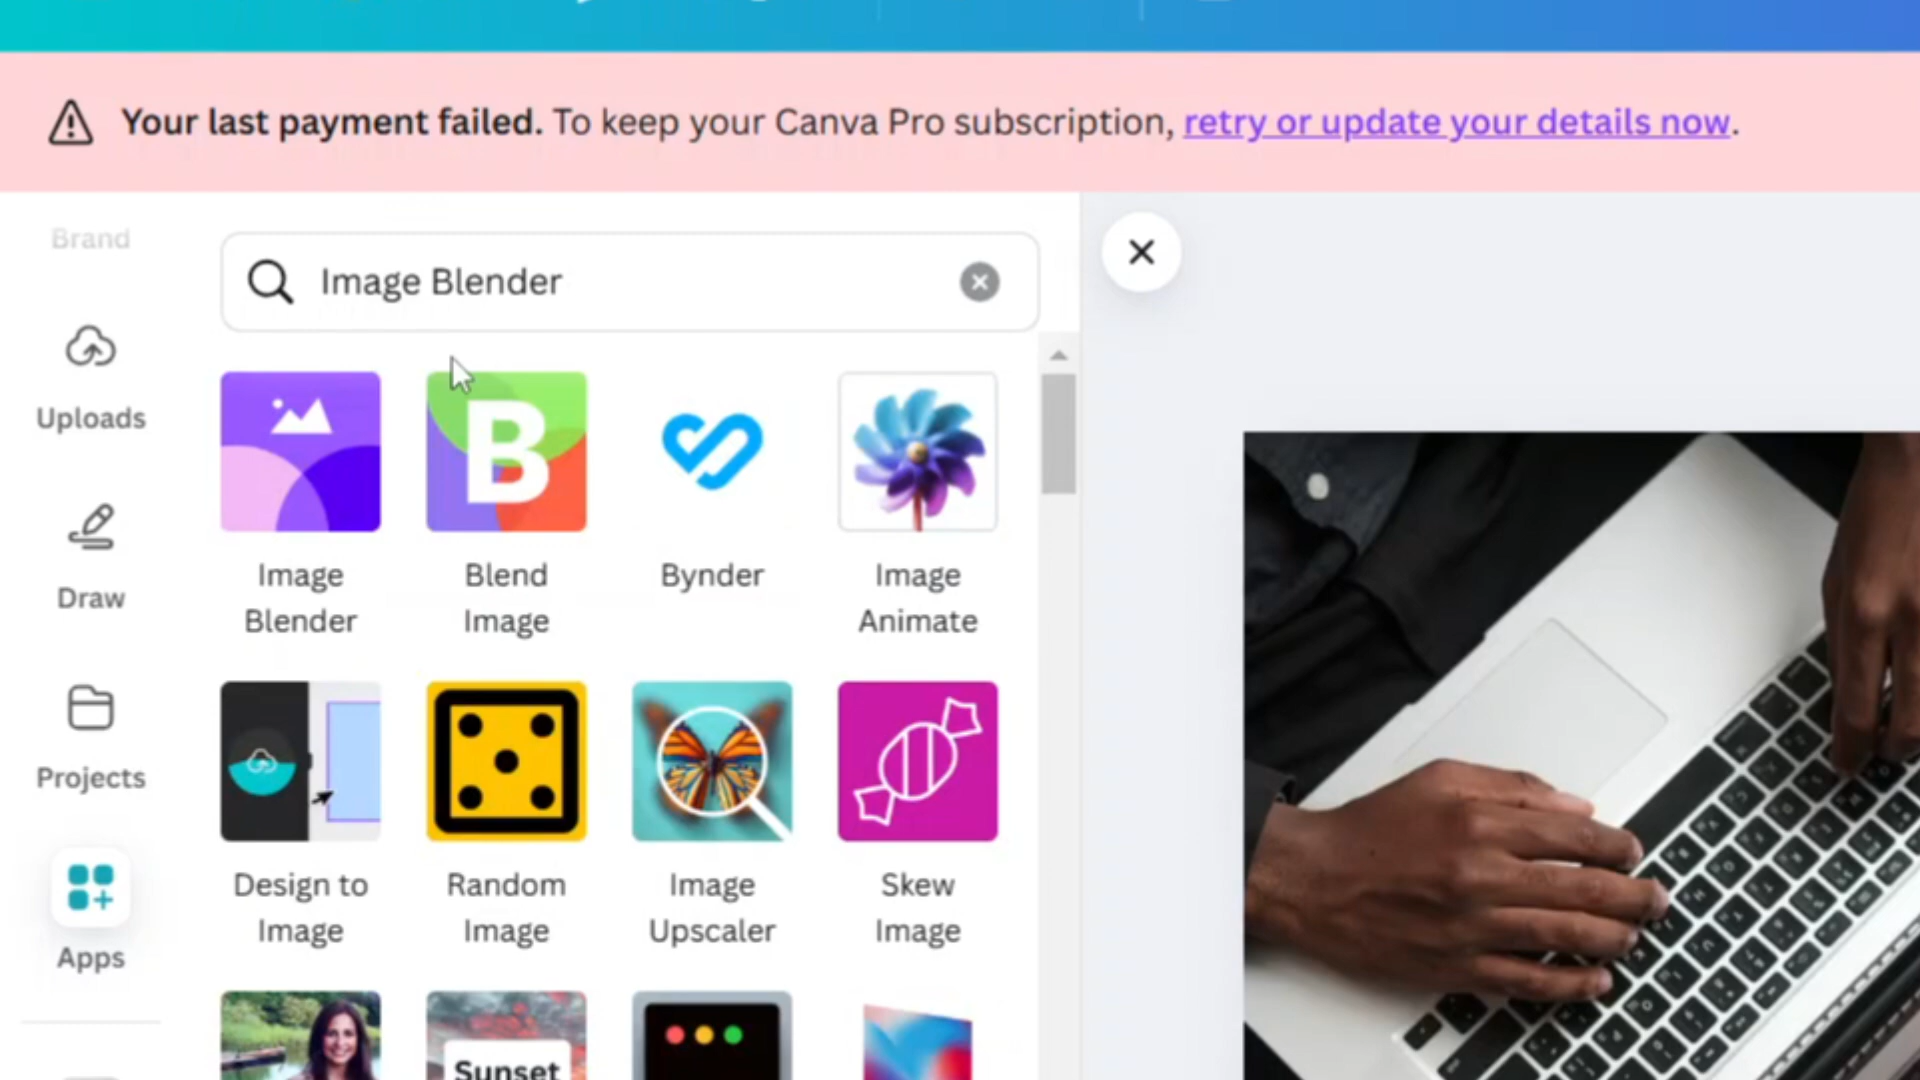 Your last payment failed. To keep your Canva Pro subscription, retry or update your details now.
Brand
Image Blender
Uploads
Draw
Projects
Apps
B
Image
Blender
Blend
Image
Bynder
Image
Animate
Design to
Image
Random
Image
Image
Upscaler
Skew
Image
Sunset